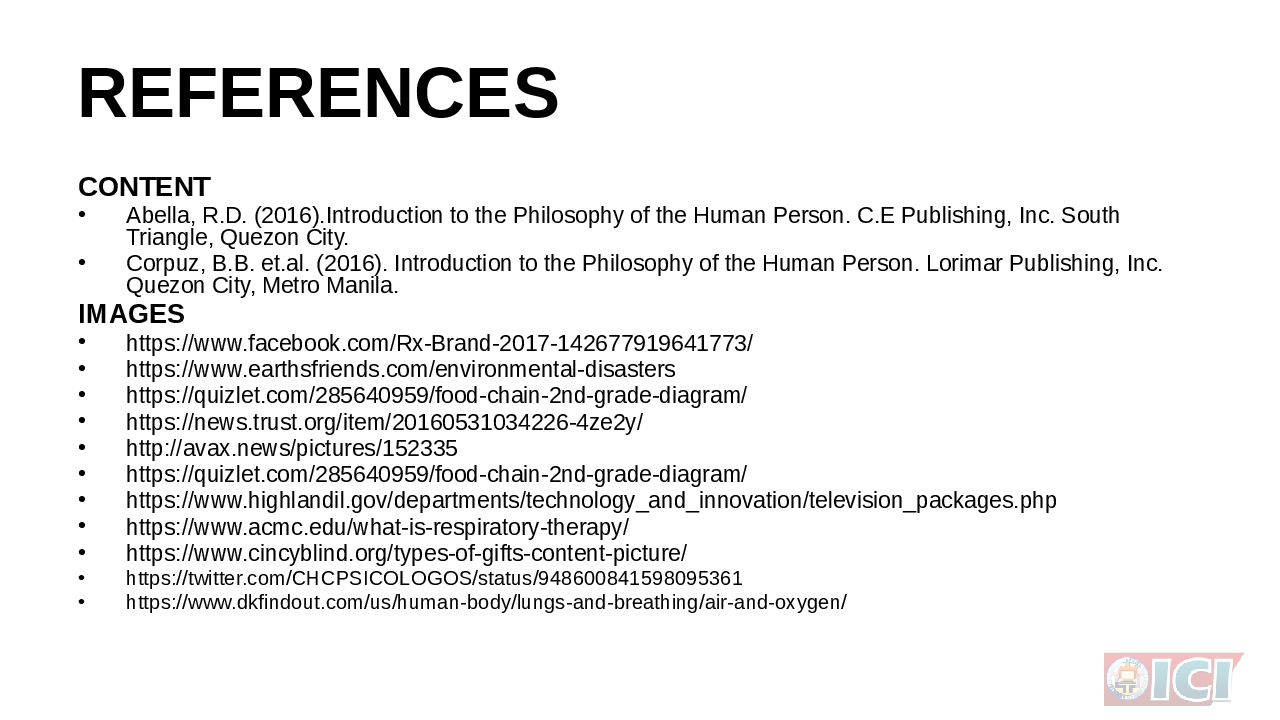 REFERENCES
CONTENT
• Abella, R.D. (2016).Introduction to the Philosophy of the Human Person. C.E Publishing, Inc. South
Triangle, Quezon City.
• Corpuz, B.B. et.al. (2016). Introduction to the Philosophy of the Human Person. Lorimar Publishing, Inc.
Quezon City, Metro Manila.
IMAGES
• https://www.facebook.com/Rx-Brand-2017-142677919641773/
• https://www.earthsfriends.com/environmental-disasters
• https://quizlet.com/285640959/food-chain-2nd-grade-diagram/
• https://news.trust.org/item/20160531034226-4ze2y/
• http://avax.news/pictures/152335
• https://quizlet.com/285640959/food-chain-2nd-grade-diagram/
• https://www.highlandil.gov/departments/technology_and_innovation/television_packages.php
• https://www.acmc.edu/what-is-respiratory-therapy/
• https://www.cincyblind.org/types-of-gifts-content-picture/
• https://twitter.com/CHCPSICOLOGOS/status/948600841598095361
• https://www.dkfindout.com/us/human-body/lungs-and-breathing/air-and-oxygen/
ICI